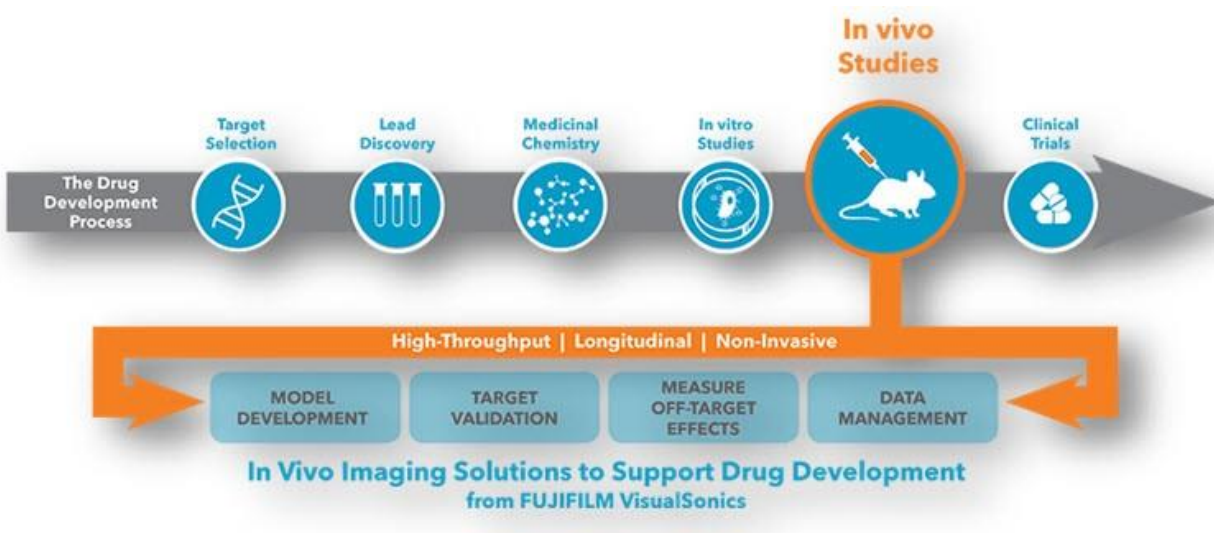 In vivo
Studies
Target
Selection
Lead
Discovery
Medicinal
Chemistry
In vitro
Studies
Clinical
Trials
The Drug
Development
Process
High-Throughput | Longitudinal | Non-Invasive
MODEL
DEVELOPMENT
TARGET
VALIDATION
MEASURE
OFF-TARGET
EFFECTS
DATA
MANAGEMENT
In Vivo Imaging Solutions to Support Drug Development
from FUJIFILM VisualSonics